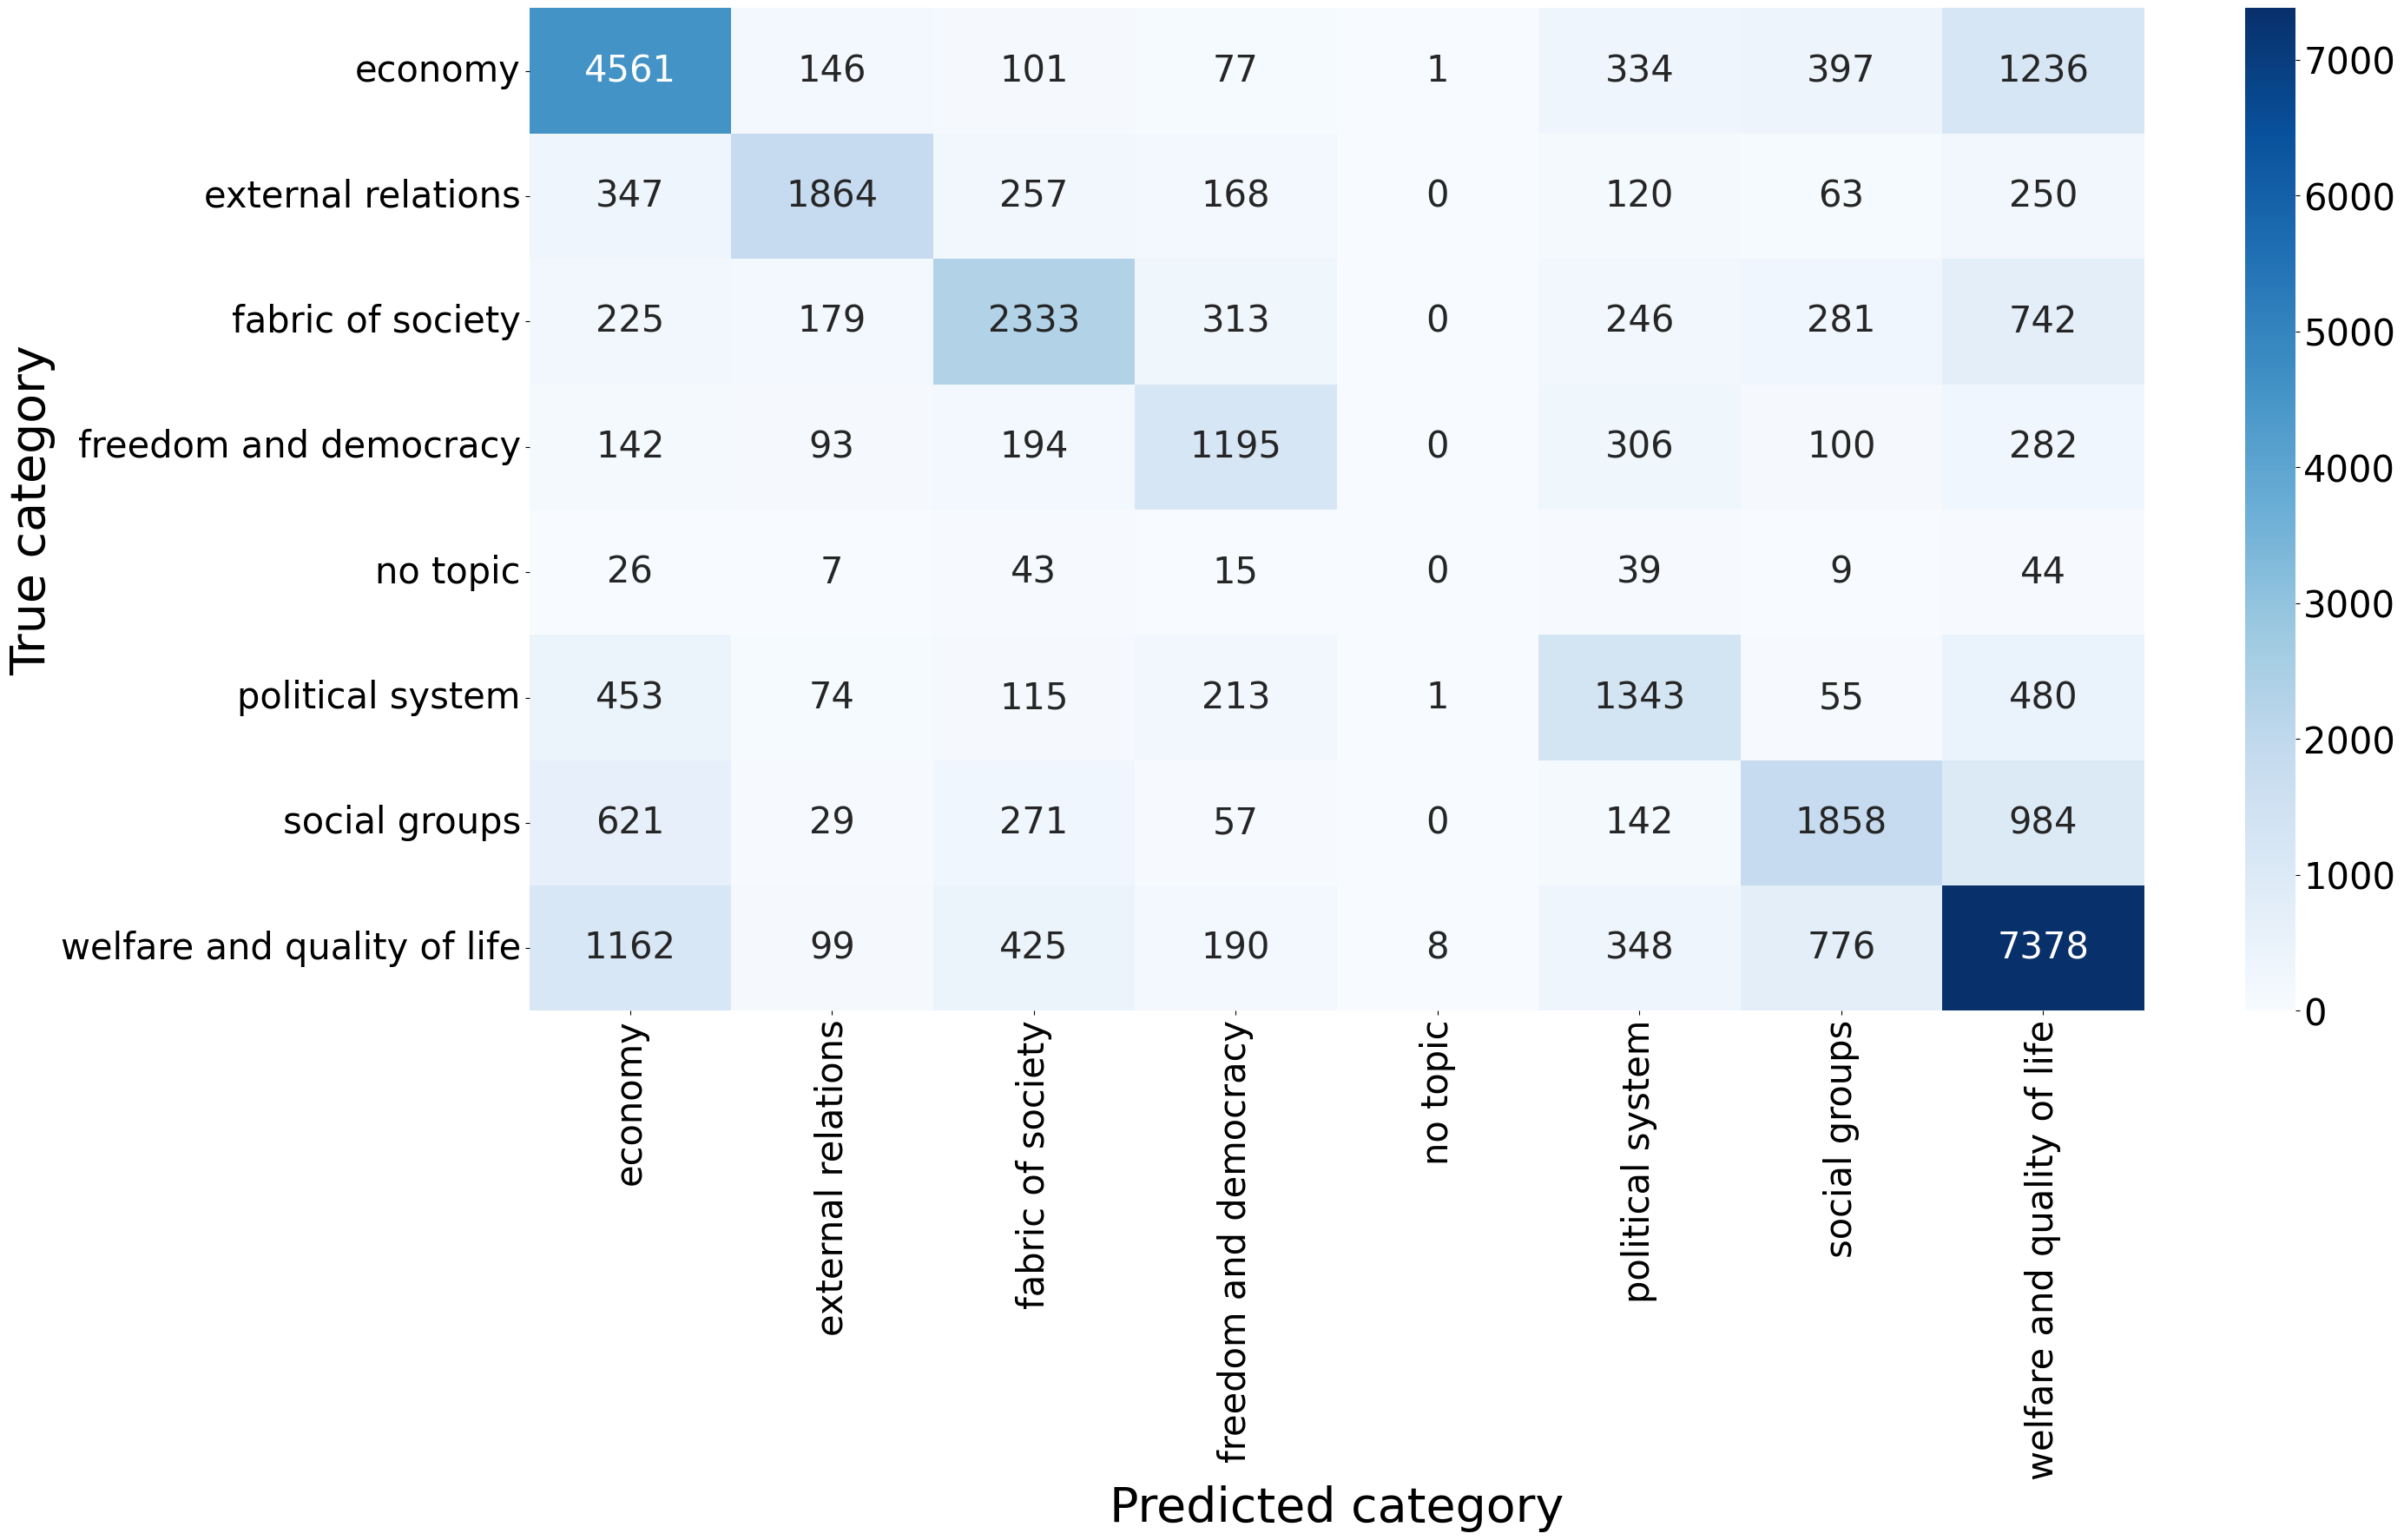 True category
economy 4561 146 101 77 1 334 397 1236
external relations 347 1864 257 168 0 120 63 250
fabric of society 225 179 2333 313 0 246 281 742
freedom and democracy 142 93 194 1195 0 306 100 282
no topic 26 7 43 15 0 39 9 44
political system 453 74 115 213 1 1343 55 480
social groups 621 29 271 57 0 142 1858 984
welfare and quality of life 1162 99 425 190 8 348 776 7378
economy
external relations
fabric of society
freedom and democracy
no topic
political system
social groups
welfare and quality of life
Predicted category
7000
6000
5000
4000
3000
2000
1000
0